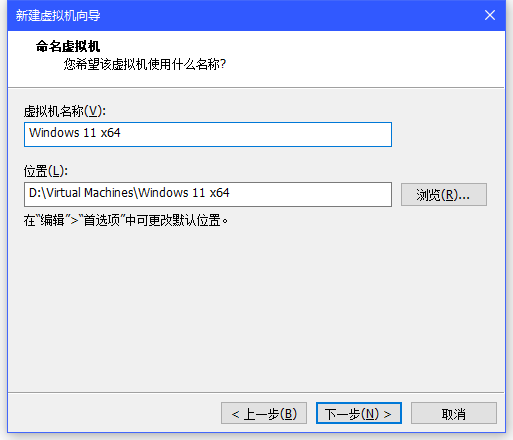 新建虚拟机向导
命名虚拟机
您希望该虚拟机使用什么名称?
虚拟机名称(V):
Windows 11 x64
位置(L):
D:\Virtual Machines\Windows 11 x64
浏览(R)...
在“编辑”>“首选项”中可更改默认位置。
< 上一步(B)
下一步(N) >
取消